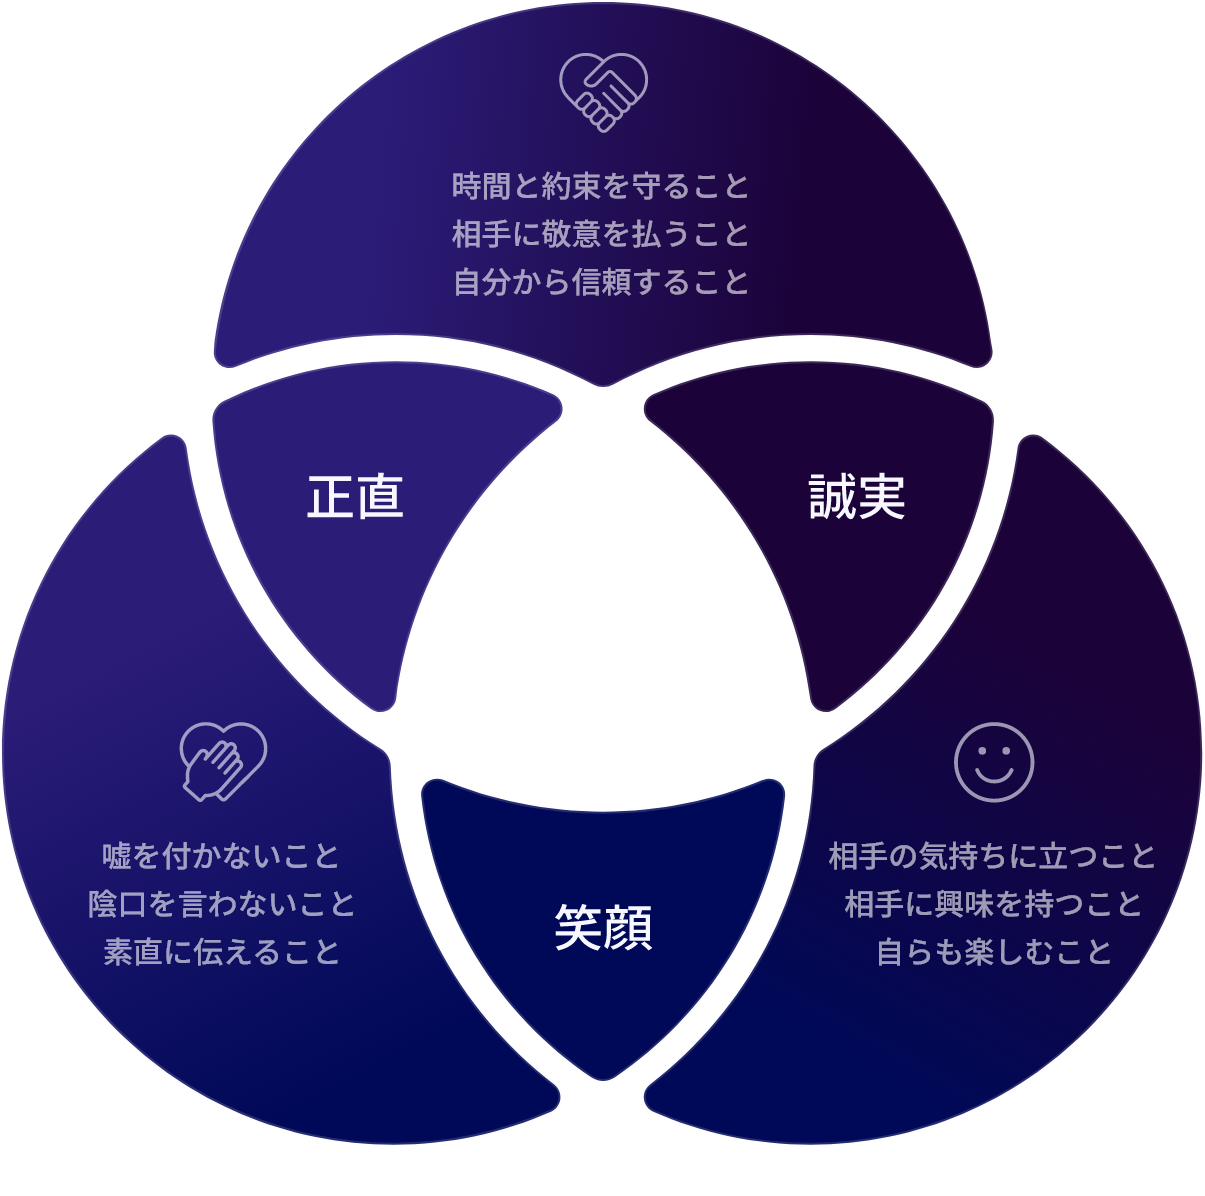 時間と約束を守ること
相手に敬意を払うこと
自分から信頼すること
正直
誠実
嘘を付かないこと
陰口を言わないこと
素直に伝えること
相手の気持ちに立つこと
相手に興味を持つこと
自らも楽しむこと
笑顔